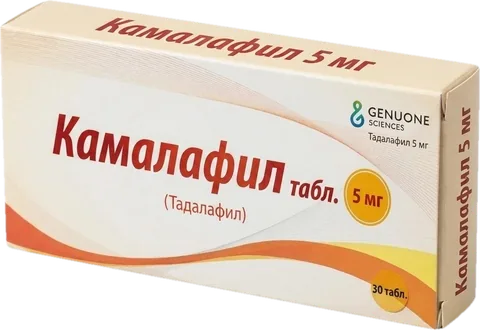 Камалафил 5 мг
GENUONE
SCIENCES
Тадалафил 5 мг
Камалафил табл. 5 мг
(Тадалафил)
30 табл.
Камалафил 5 мг